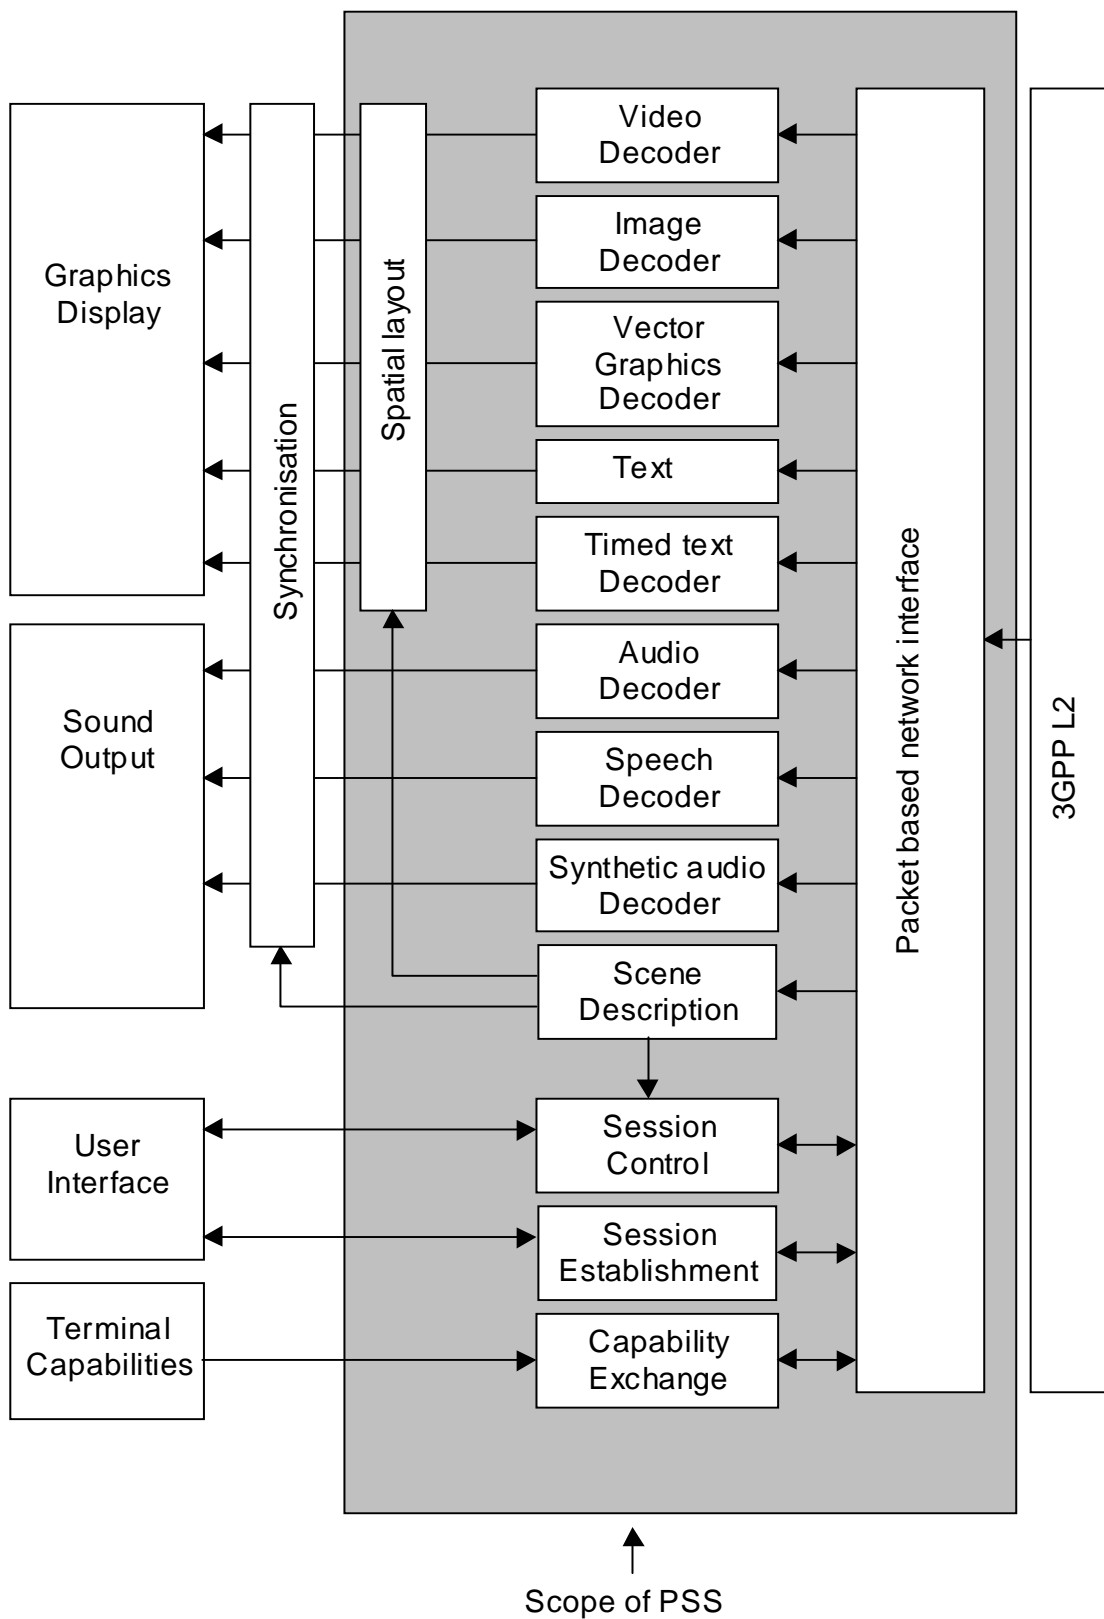 Video
Decoder
Image
Decoder
Vector
Graphics
Decoder
Text
Timed text
Decoder
Audio
Decoder
Speech
Decoder
Synthetic audio
Decoder
Scene
Description
Session
Control
Session
Establishment
Capability
Exchange
Graphics
Display
Sound
Output
User
Interface
Terminal
Capabilities
Synchronisation
Spatial layout
Packet based network interface
3GPP L2
Scope of PSS